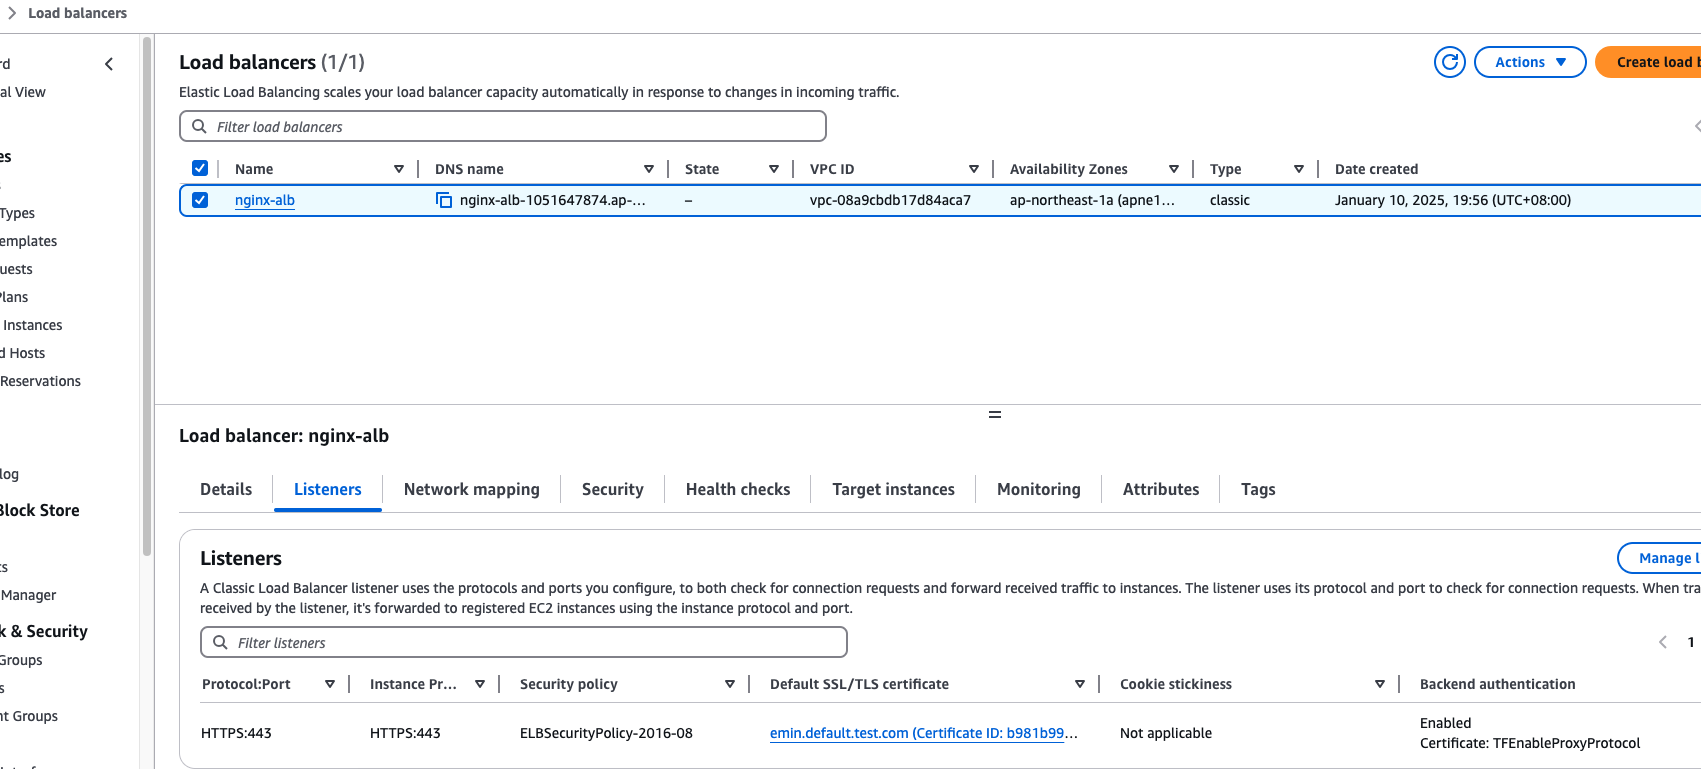 Load balancers
rd
al View
es
Types
emplates
uests
Plans
Instances
d Hosts
Reservations
log
Block Store
ts
Manager
k & Security
Groups
s
nt Groups
Load balancers (1/1)
Actions
Create load b
Elastic Load Balancing scales your load balancer capacity automatically in response to changes in incoming traffic.
Filter load balancers
Name DNS name State VPC ID Availability Zones Type Date created
nginx-alb nginx-alb-1051647874.ap-... – vpc-08a9cbdb17d84aca7 ap-northeast-1a (apne1... classic January 10, 2025, 19:56 (UTC+08:00)
Load balancer: nginx-alb
Details Listeners Network mapping Security Health checks Target instances Monitoring Attributes Tags
Listeners
Manage l
A Classic Load Balancer listener uses the protocols and ports you configure, to both check for connection requests and forward received traffic to instances. The listener uses its protocol and port to check for connection requests. When tra
received by the listener, it's forwarded to registered EC2 instances using the instance protocol and port.
Filter listeners
1
Protocol:Port Instance Pr... Security policy Default SSL/TLS certificate Cookie stickiness Backend authentication
HTTPS:443 HTTPS:443 ELBSecurityPolicy-2016-08 emin.default.test.com (Certificate ID: b981b99... Not applicable Enabled
Certificate: TFEnableProxyProtocol